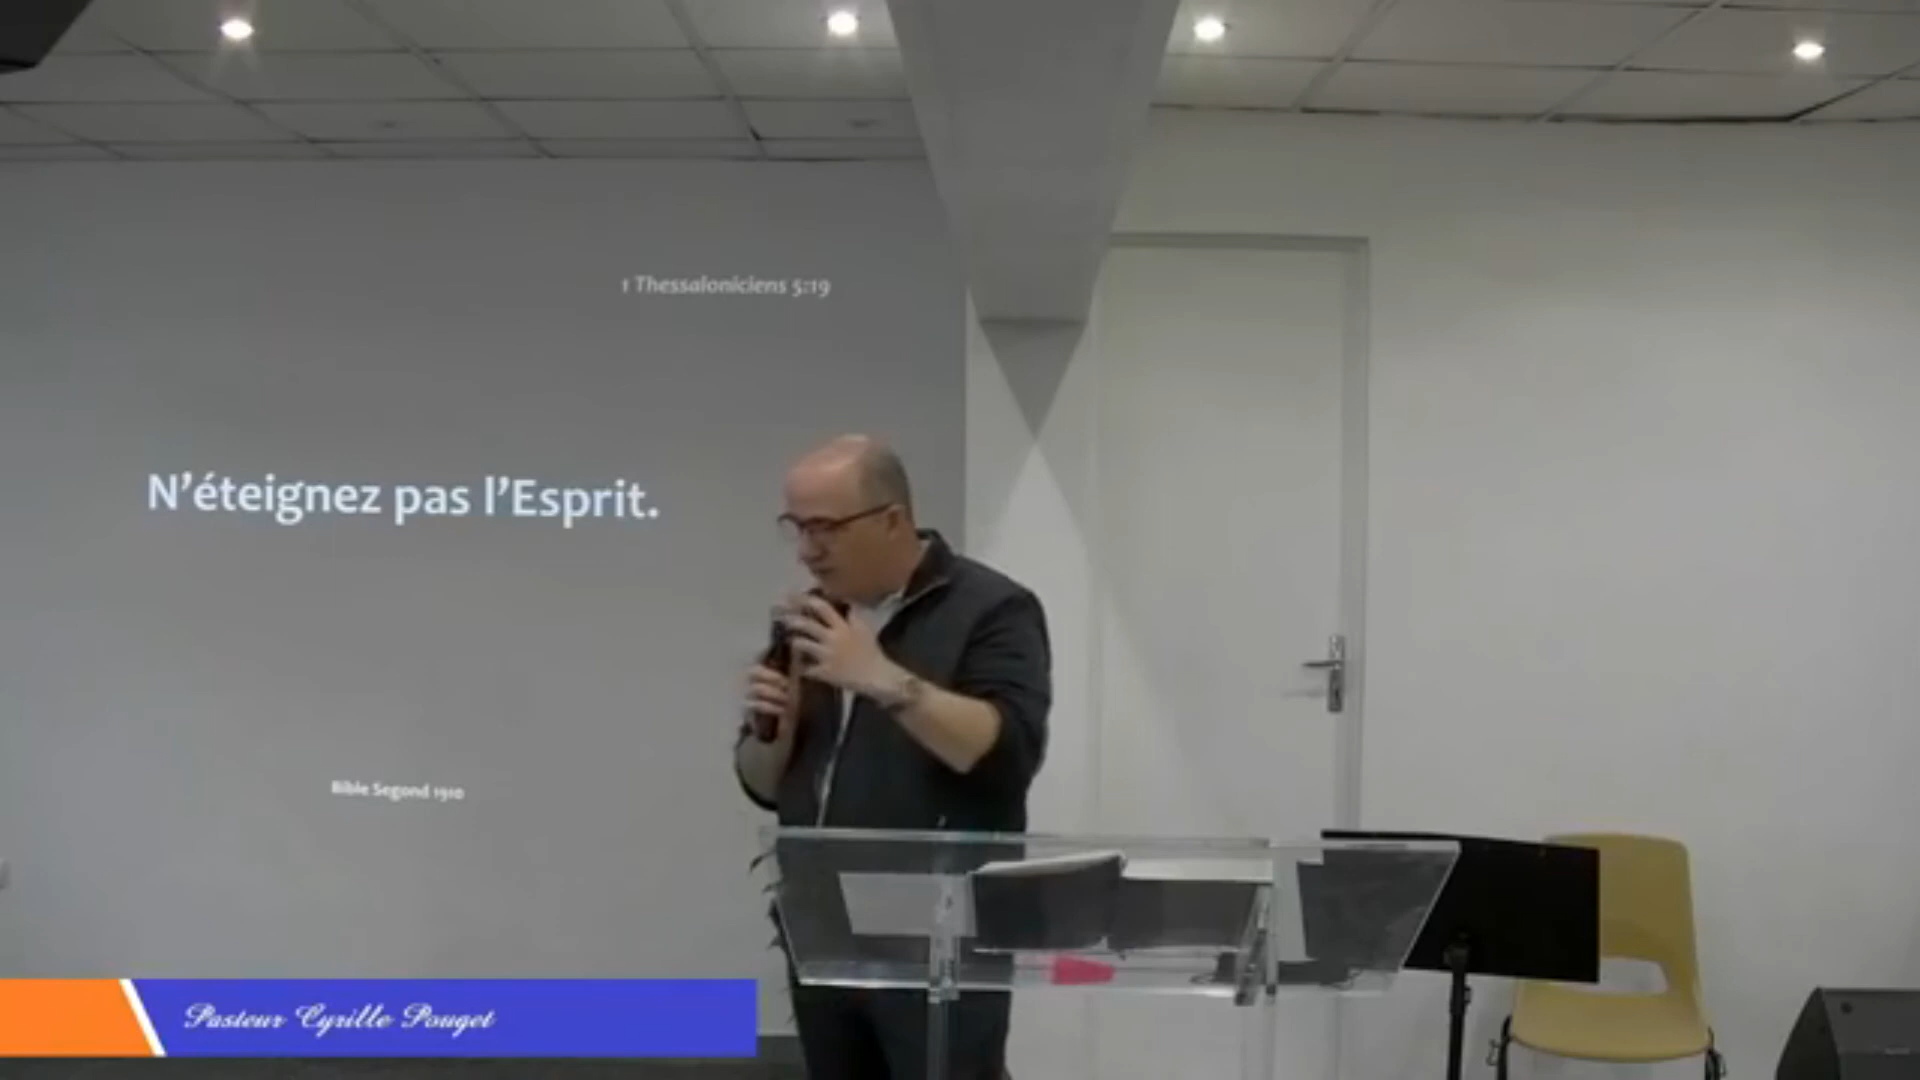 1 Thessaloniciens 5:19
N’éteignez pas l’Esprit.
Bible Segond 1910
Pasteur Cyrille Pouget